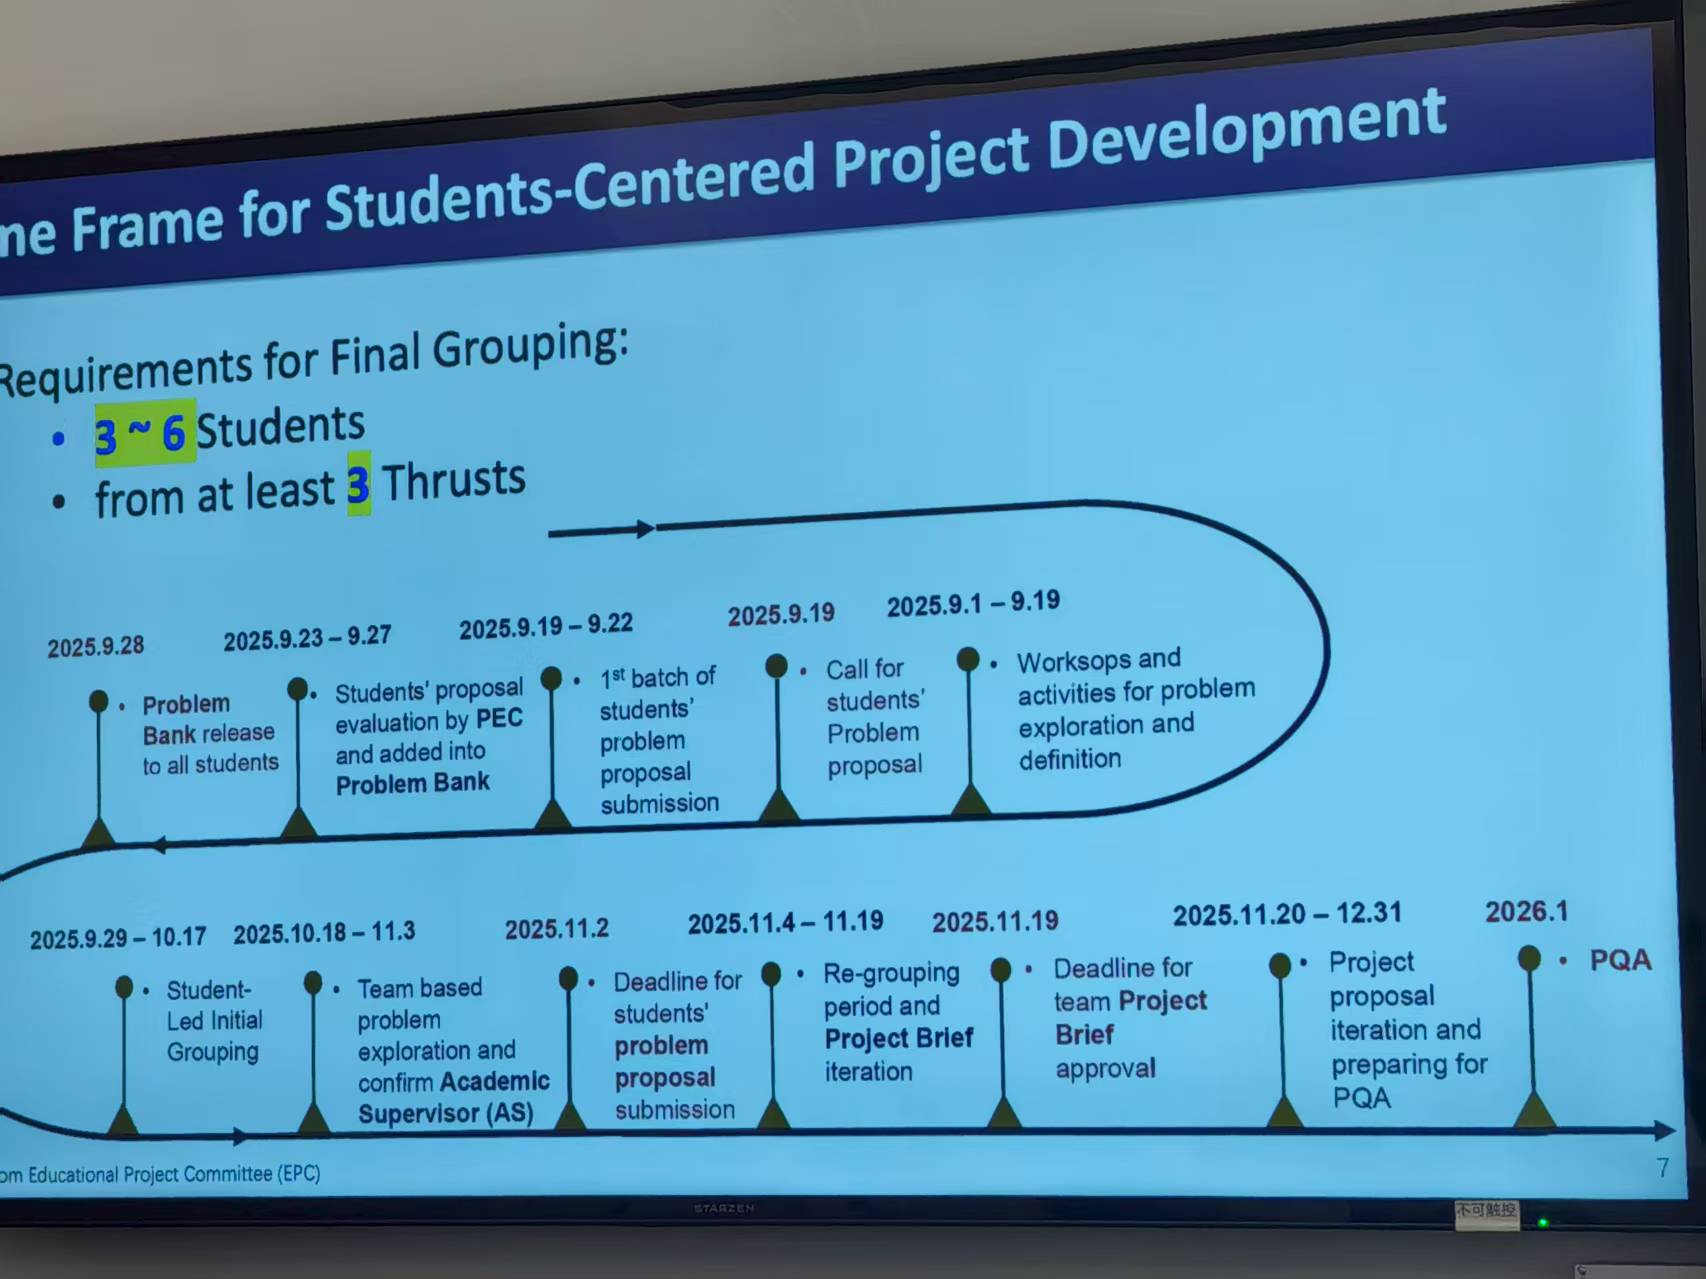 me Frame for Students-Centered Project Development
Requirements for Final Grouping:
• 3 ~ 6 Students
• from at least 3 Thrusts
2025.9.28
• Problem
Bank release
to all students
2025.9.23 – 9.27
• Students' proposal
evaluation by PEC
and added into
Problem Bank
2025.9.19 – 9.22
• 1st batch of
students'
problem
proposal
submission
2025.9.19
• Call for
students'
Problem
proposal
2025.9.1 – 9.19
• Worksops and
activities for problem
exploration and
definition
2025.9.29 – 10.17
• Student-
Led Initial
Grouping
2025.10.18 – 11.3
• Team based
problem
exploration and
confirm Academic
Supervisor (AS)
2025.11.2
• Deadline for
students'
problem
proposal
submission
2025.11.4 – 11.19
• Re-grouping
period and
Project Brief
iteration
2025.11.19
• Deadline for
team Project
Brief
approval
2025.11.20 – 12.31
• Project
proposal
iteration and
preparing for
PQA
2026.1
• PQA
om Educational Project Committee (EPC)
7
STARZEN
不可触控